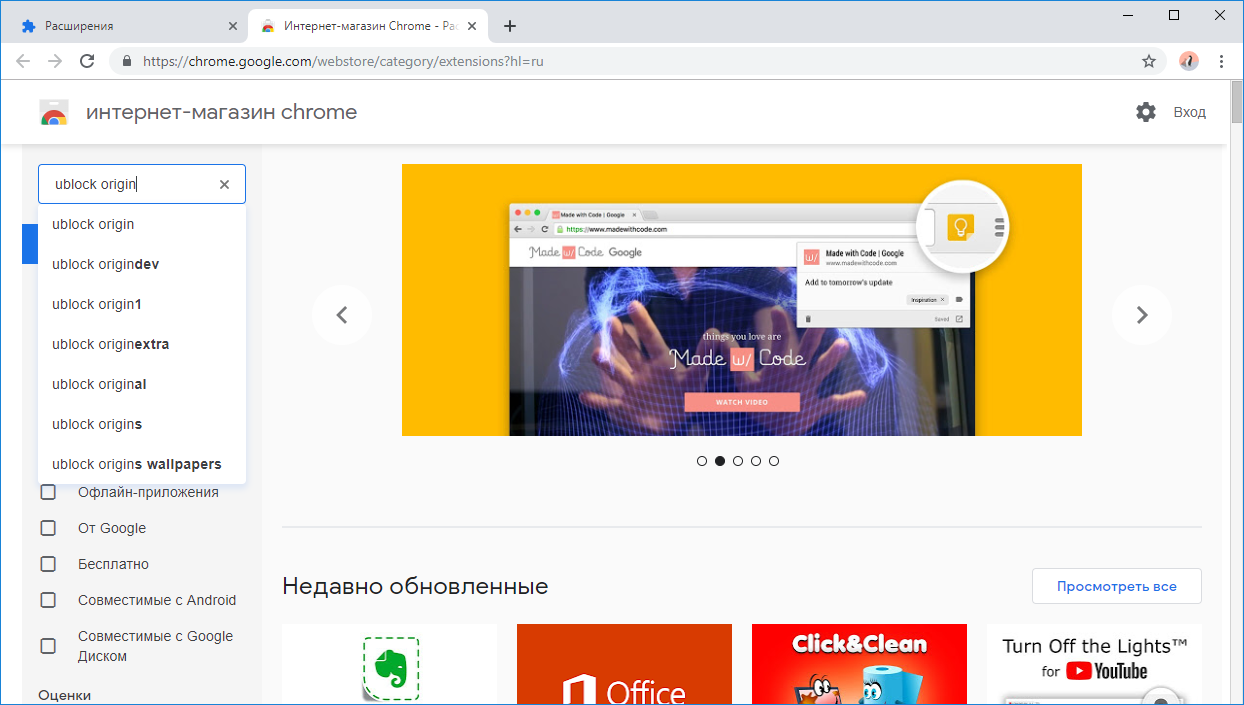 Расширения
Интернет-магазин Chrome - Рас
https://chrome.google.com/webstore/category/extensions?hl=ru
интернет-магазин chrome
Вход
ublock origin
ublock origin
ublock origindev
ublock origin1
ublock originextra
ublock original
ublock origins
ublock origins wallpapers
Офлайн-приложения
От Google
Бесплатно
Совместимые с Android
Совместимые с Google
Диском
Оценки
Made with Code | Google
https://www.madewithcode.com
Made w/ Code Google
Made with Code | Google
www.madewithcode.com
Add to tomorrow's update
Inspiration
Saved
things you love are
Made w/ Code
WATCH VIDEO
Недавно обновленные
Просмотреть все
Office
Click&Clean
Turn Off the Lights™
for YouTube